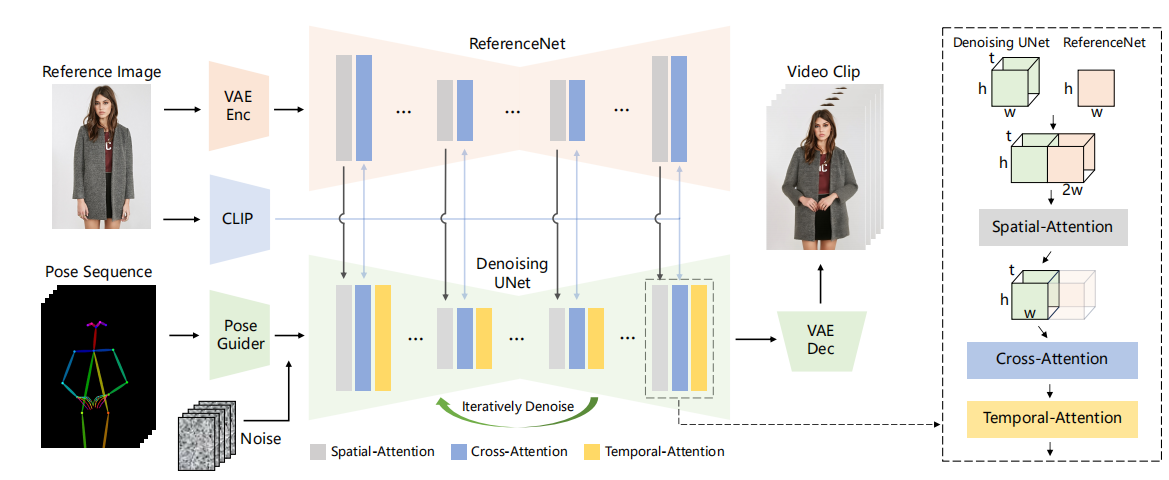 Reference Image
VAE
Enc
CLIP
Pose Sequence
Pose
Guider
Noise
ReferenceNet
...
...
...
Denoising
UNet
...
...
...
Iteratively Denoise
Spatial-Attention
Cross-Attention
Temporal-Attention
Video Clip
VAE
Dec
Denoising UNet
ReferenceNet
t
h
w
h
w
t
h
2w
Spatial-Attention
t
h
w
Cross-Attention
Temporal-Attention